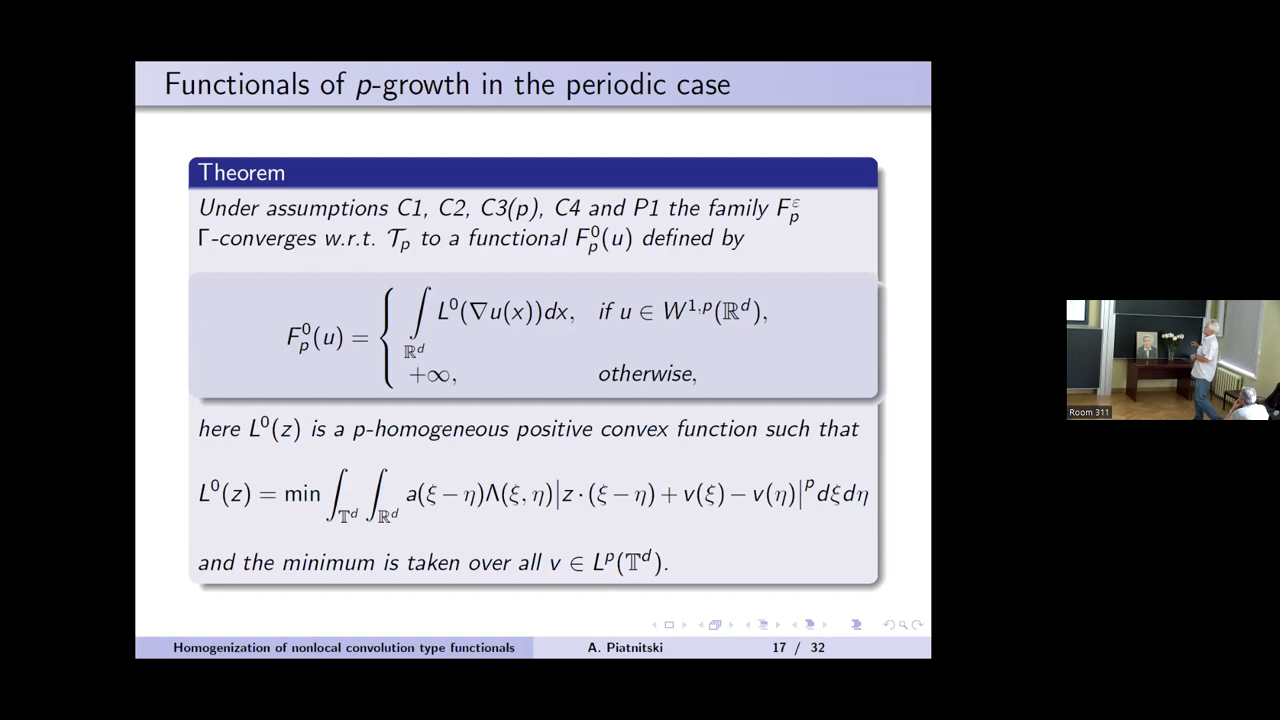 Functionals of p-growth in the periodic case
Theorem
Under assumptions C1, C2, C3(p), C4 and P1 the family F_p^ε
Γ-converges w.r.t. 𝒯_p to a functional F_p^0(u) defined by
F_p^0(u) = { ∫_{ℝ^d} L^0(∇u(x))dx, if u ∈ W^{1,p}(ℝ^d),
+∞, otherwise,
here L^0(z) is a p-homogeneous positive convex function such that
L^0(z) = min ∫_{𝕋^d} ∫_{ℝ^d} a(ξ − η)Λ(ξ, η)|z·(ξ − η) + v(ξ) − v(η)|^p dξdη
and the minimum is taken over all v ∈ L^p(𝕋^d).
Homogenization of nonlocal convolution type functionals A. Piatnitski 17 / 32
Room 311